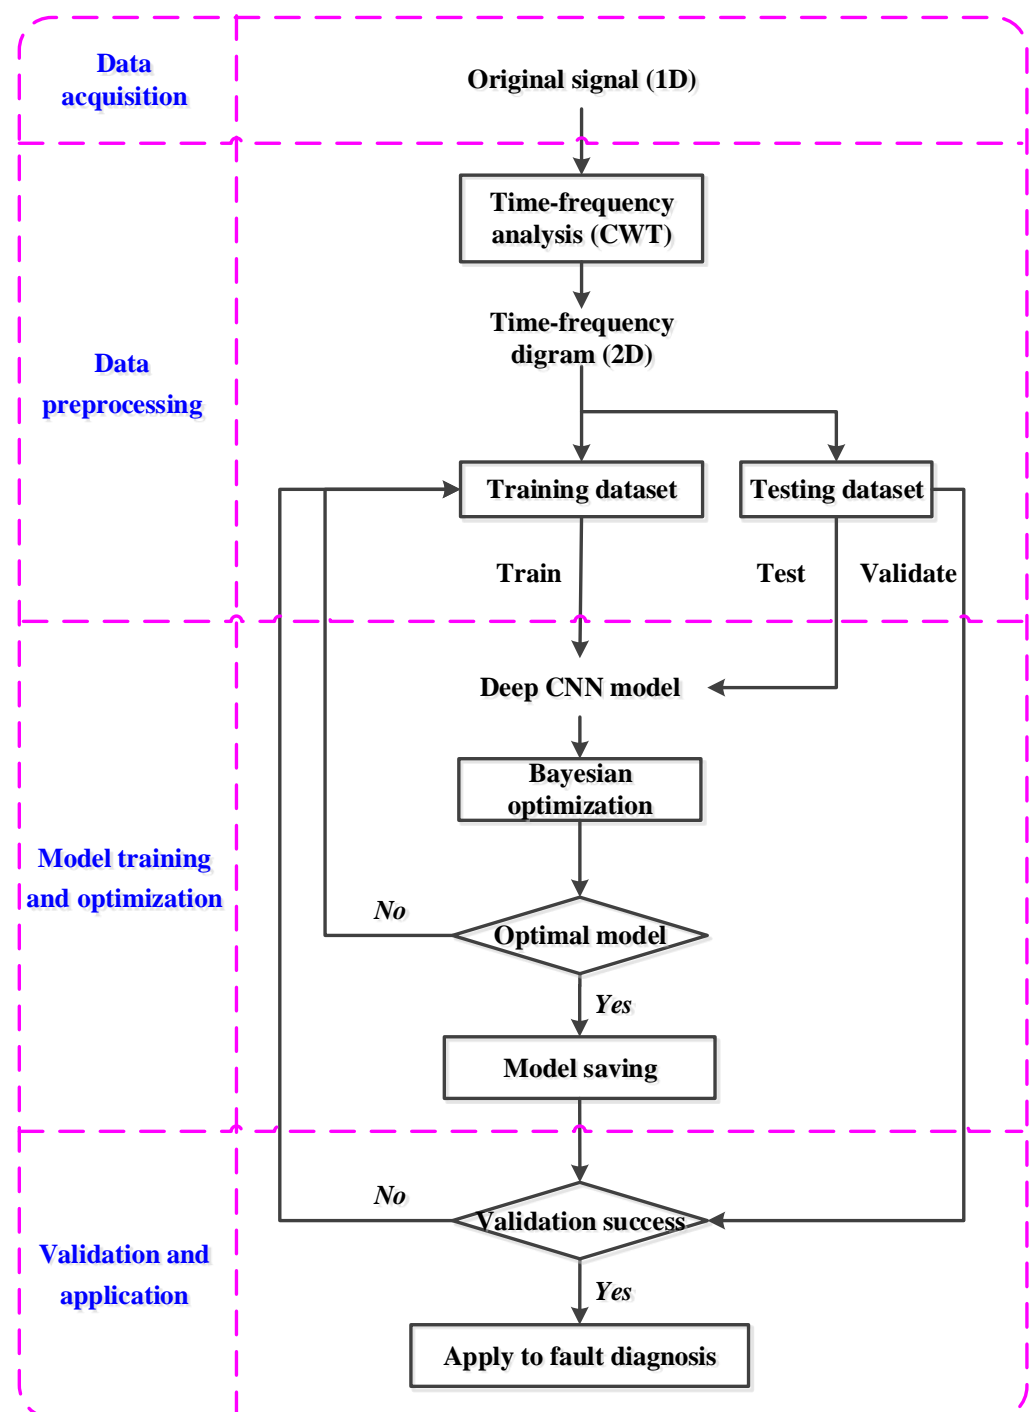 Data
acquisition
Original signal (1D)
Time-frequency
analysis (CWT)
Time-frequency
digram (2D)
Data
preprocessing
Training dataset
Testing dataset
Train
Test
Validate
Deep CNN model
Bayesian
optimization
Model training
and optimization
No
Optimal model
Yes
Model saving
No
Validation success
Validation and
application
Yes
Apply to fault diagnosis